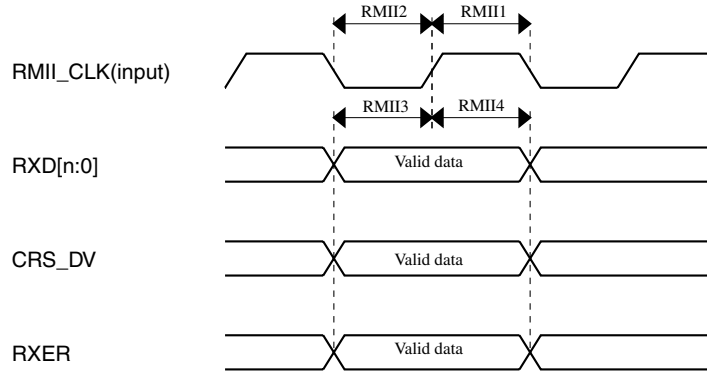 RMII2 RMII1
RMII_CLK(input)
RMII3 RMII4
RXD[n:0] Valid data
CRS_DV Valid data
RXER Valid data